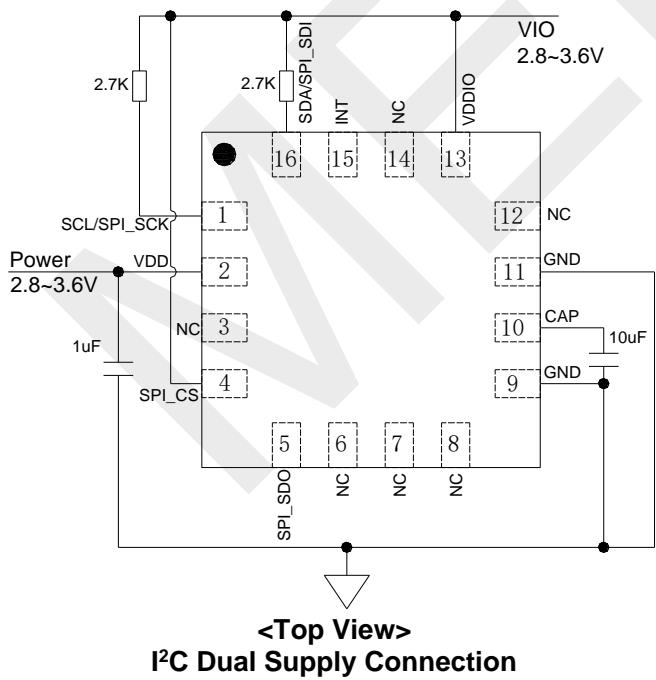 VIO
2.8~3.6V
2.7K
2.7K
SDA/SPI_SDI
INT
NC
VDDIO
16
15
14
13
SCL/SPI_SCK
1
12
NC
Power
2.8~3.6V
VDD
2
11
GND
NC
3
10
CAP
10uF
1uF
SPI_CS
4
9
GND
5
6
7
8
SPI_SDO
NC
NC
NC
<Top View>
I²C Dual Supply Connection